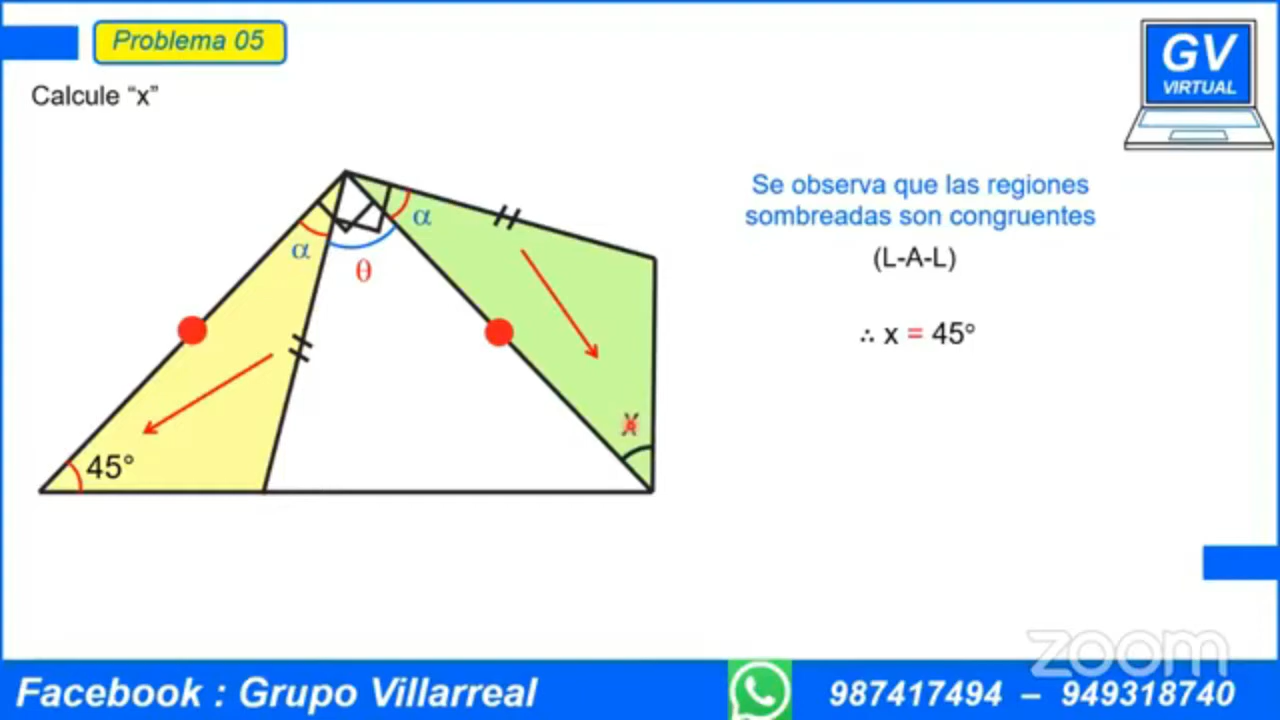 Problema 05
GV
VIRTUAL
Calcule “x”
Se observa que las regiones
sombreadas son congruentes
(L-A-L)
∴ x = 45°
α
α
θ
x
45°
zoom
Facebook : Grupo Villarreal
987417494 – 949318740